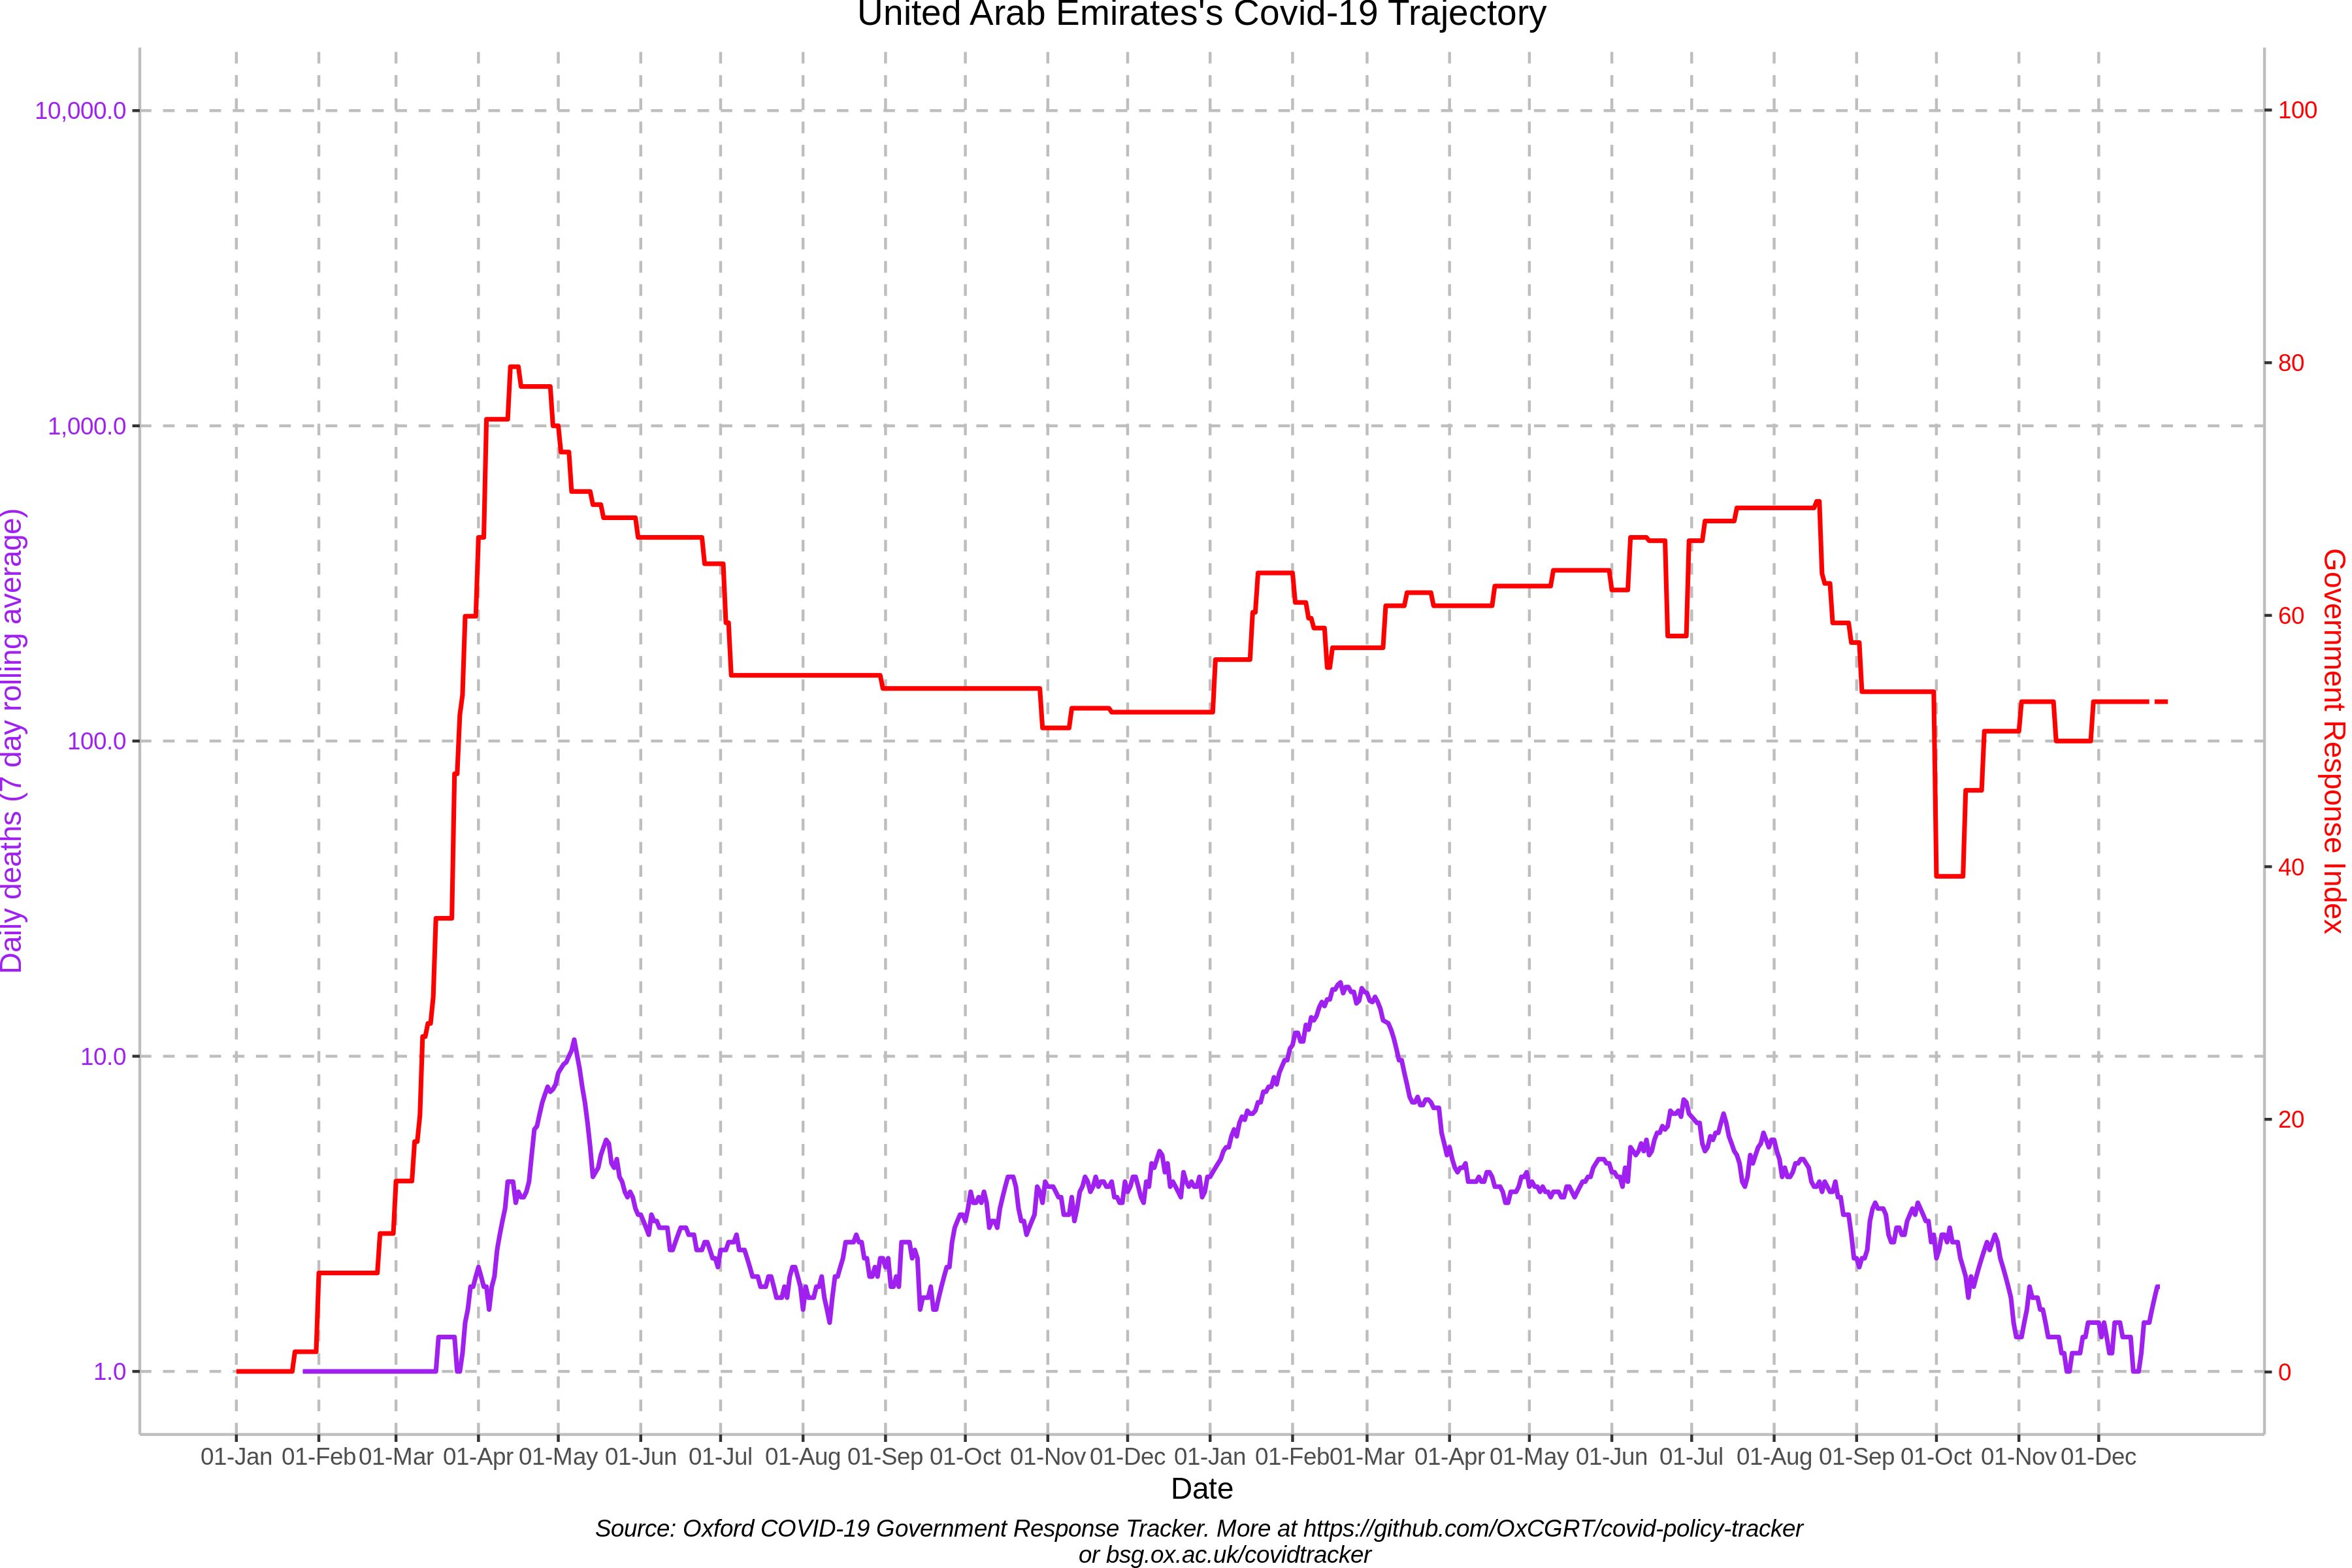 United Arab Emirates's Covid-19 Trajectory
10,000.0
1,000.0
100.0
10.0
1.0
Daily deaths (7 day rolling average)
100
80
60
40
20
0
Government Response Index
01-Jan 01-Feb 01-Mar 01-Apr 01-May 01-Jun 01-Jul 01-Aug 01-Sep 01-Oct 01-Nov 01-Dec 01-Jan 01-Feb 01-Mar 01-Apr 01-May 01-Jun 01-Jul 01-Aug 01-Sep 01-Oct 01-Nov 01-Dec
Date
Source: Oxford COVID-19 Government Response Tracker. More at https://github.com/OxCGRT/covid-policy-tracker
or bsg.ox.ac.uk/covidtracker